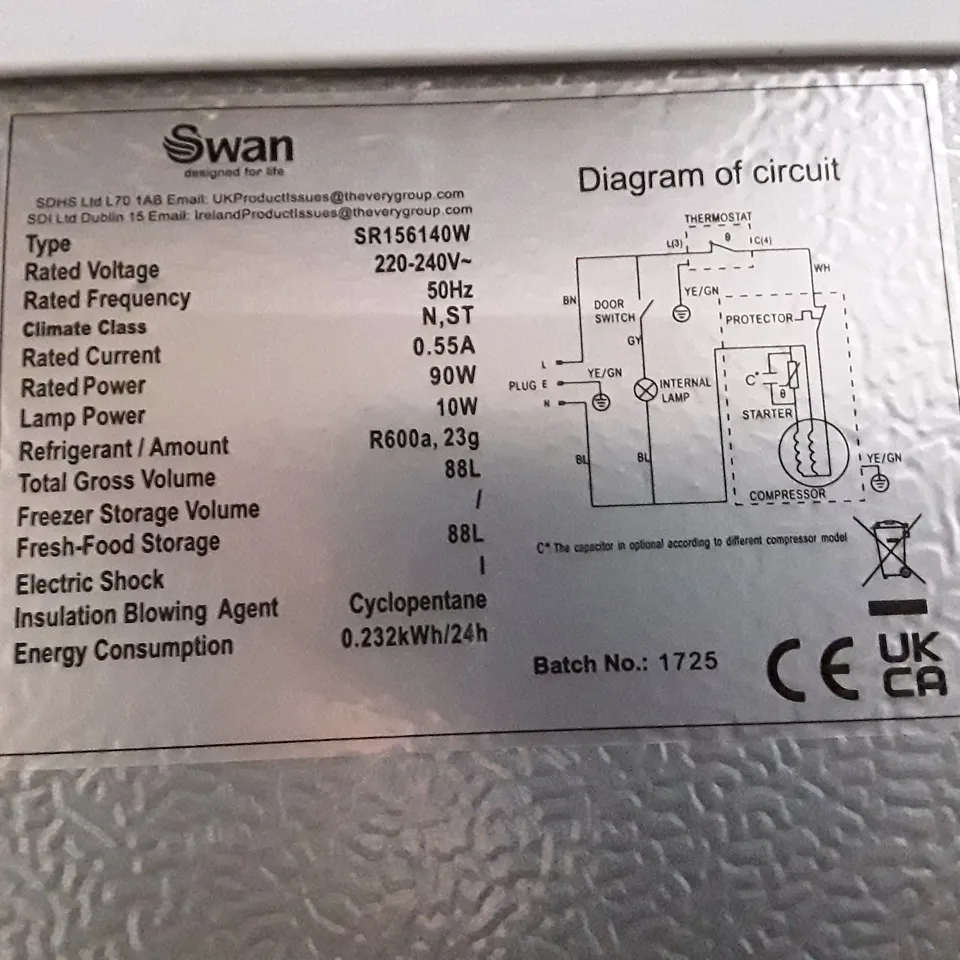 Swan
designed for life
SDHS Ltd L70 1AB Email: UKProductIssues@theverygroup.com
SDI Ltd Dublin 15 Email: IrelandProductIssues@theverygroup.com
Type SR156140W
Rated Voltage 220-240V~
Rated Frequency 50Hz
Climate Class N,ST
Rated Current 0.55A
Rated Power 90W
Lamp Power 10W
Refrigerant / Amount R600a, 23g
Total Gross Volume 88L
Freezer Storage Volume /
Fresh-Food Storage 88L
Electric Shock I
Insulation Blowing Agent Cyclopentane
Energy Consumption 0.232kWh/24h
Diagram of circuit
THERMOSTAT
L(3) θ C(4)
WH
BN
DOOR
SWITCH
YE/GN
PROTECTOR
GY
L
PLUG E
N
YE/GN
INTERNAL
LAMP
C*
θ
STARTER
BL
BL
YE/GN
COMPRESSOR
C* The capacitor in optional according to different compressor model
Batch No.: 1725
CE
UK
CA